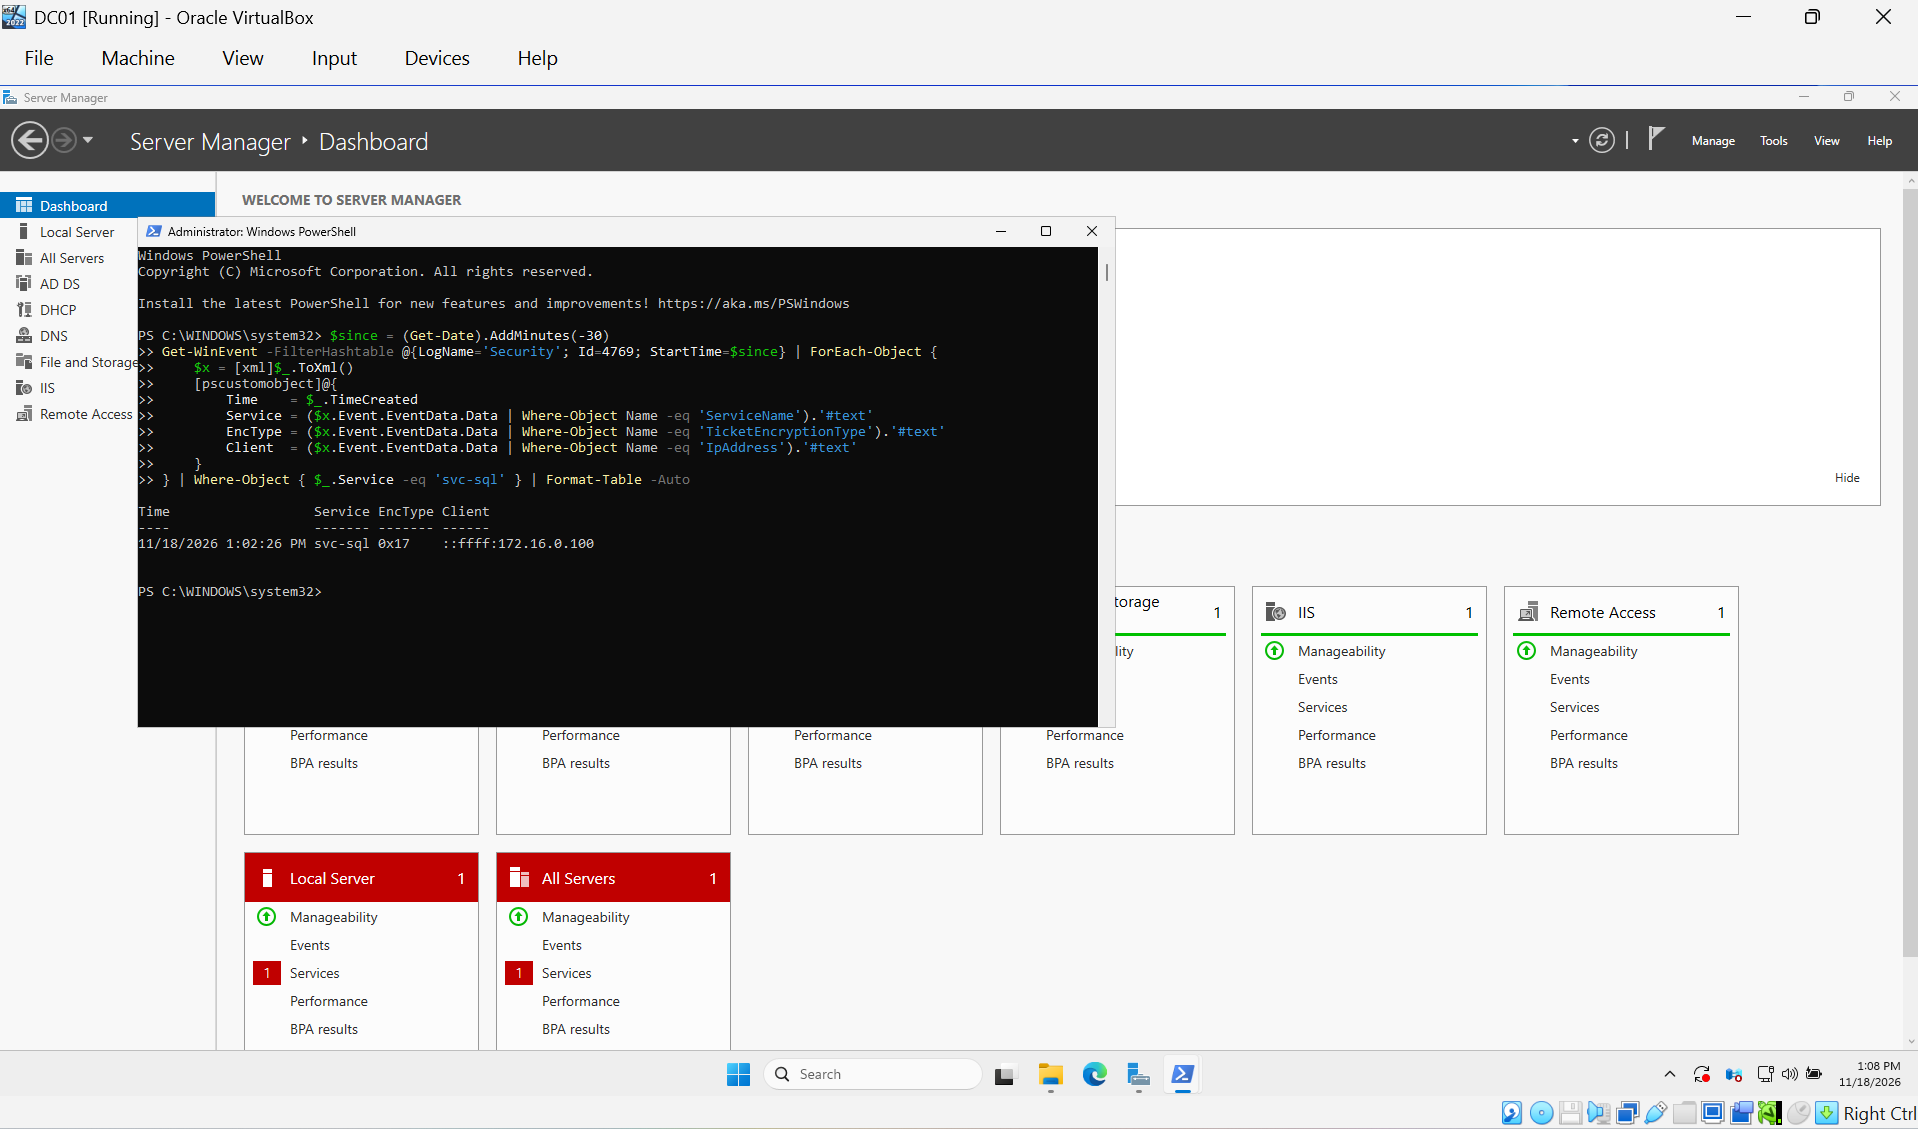 DC01 [Running] - Oracle VirtualBox
File Machine View Input Devices Help
Server Manager
Server Manager ‣ Dashboard
Manage Tools View Help
Dashboard
Local Server
All Servers
AD DS
DHCP
DNS
File and Storage
IIS
Remote Access
WELCOME TO SERVER MANAGER
Administrator: Windows PowerShell
Windows PowerShell
Copyright (C) Microsoft Corporation. All rights reserved.
Install the latest PowerShell for new features and improvements! https://aka.ms/PSWindows
PS C:\WINDOWS\system32> $since = (Get-Date).AddMinutes(-30)
>> Get-WinEvent -FilterHashtable @{LogName='Security'; Id=4769; StartTime=$since} | ForEach-Object {
>>     $x = [xml]$_.ToXml()
>>     [pscustomobject]@{
>>         Time    = $_.TimeCreated
>>         Service = ($x.Event.EventData.Data | Where-Object Name -eq 'ServiceName').'#text'
>>         EncType = ($x.Event.EventData.Data | Where-Object Name -eq 'TicketEncryptionType').'#text'
>>         Client  = ($x.Event.EventData.Data | Where-Object Name -eq 'IpAddress').'#text'
>>     }
>> } | Where-Object { $_.Service -eq 'svc-sql' } | Format-Table -Auto
Time                  Service EncType Client
----                  ------- ------- ------
11/18/2026 1:02:26 PM svc-sql 0x17    ::ffff:172.16.0.100
PS C:\WINDOWS\system32>
Hide
torage 1
lity
Performance
BPA results
Performance
BPA results
Performance
BPA results
Performance
BPA results
IIS 1
Manageability
Events
Services
Performance
BPA results
Remote Access 1
Manageability
Events
Services
Performance
BPA results
Local Server 1
Manageability
Events
1 Services
Performance
BPA results
All Servers 1
Manageability
Events
1 Services
Performance
BPA results
Search
1:08 PM
11/18/2026
Right Ctrl